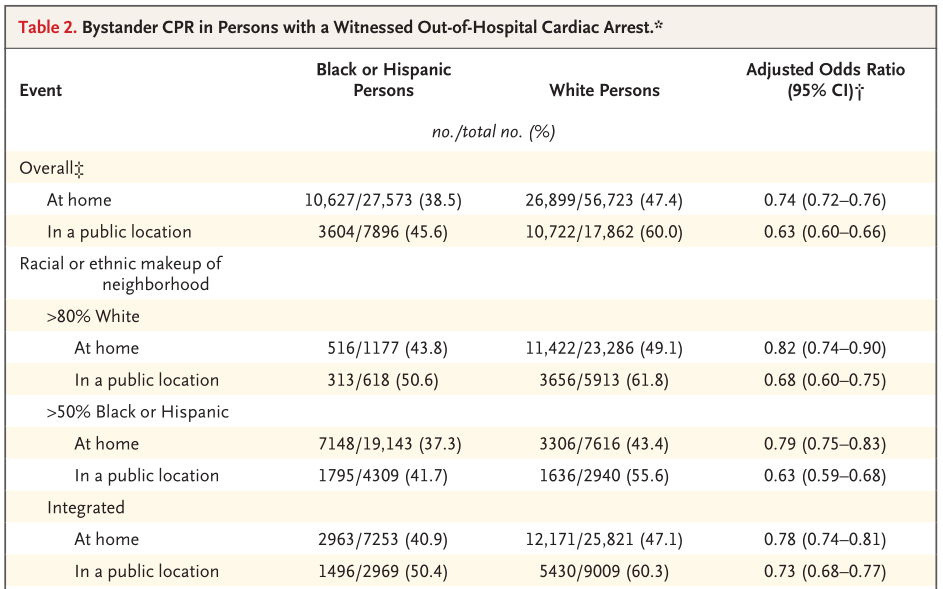 Table 2. Bystander CPR in Persons with a Witnessed Out-of-Hospital Cardiac Arrest.*
Event Black or Hispanic Persons White Persons Adjusted Odds Ratio (95% CI)†
no./total no. (%)
Overall‡
At home 10,627/27,573 (38.5) 26,899/56,723 (47.4) 0.74 (0.72–0.76)
In a public location 3604/7896 (45.6) 10,722/17,862 (60.0) 0.63 (0.60–0.66)
Racial or ethnic makeup of
neighborhood
>80% White
At home 516/1177 (43.8) 11,422/23,286 (49.1) 0.82 (0.74–0.90)
In a public location 313/618 (50.6) 3656/5913 (61.8) 0.68 (0.60–0.75)
>50% Black or Hispanic
At home 7148/19,143 (37.3) 3306/7616 (43.4) 0.79 (0.75–0.83)
In a public location 1795/4309 (41.7) 1636/2940 (55.6) 0.63 (0.59–0.68)
Integrated
At home 2963/7253 (40.9) 12,171/25,821 (47.1) 0.78 (0.74–0.81)
In a public location 1496/2969 (50.4) 5430/9009 (60.3) 0.73 (0.68–0.77)